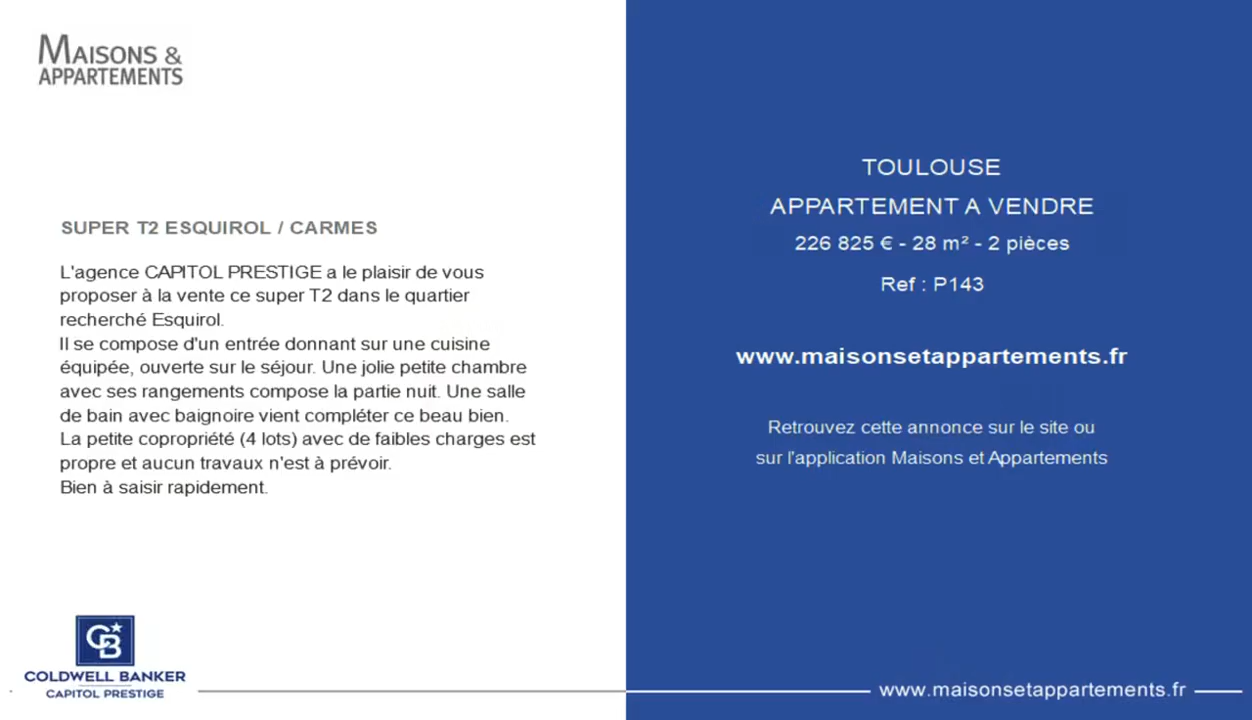 MAISONS &
APPARTEMENTS
SUPER T2 ESQUIROL / CARMES
L'agence CAPITOL PRESTIGE a le plaisir de vous
proposer à la vente ce super T2 dans le quartier
recherché Esquirol.
Il se compose d'un entrée donnant sur une cuisine
équipée, ouverte sur le séjour. Une jolie petite chambre
avec ses rangements compose la partie nuit. Une salle
de bain avec baignoire vient compléter ce beau bien.
La petite copropriété (4 lots) avec de faibles charges est
propre et aucun travaux n'est à prévoir.
Bien à saisir rapidement.
CB
COLDWELL BANKER
CAPITOL PRESTIGE
TOULOUSE
APPARTEMENT A VENDRE
226 825 € - 28 m² - 2 pièces
Ref : P143
www.maisonsetappartements.fr
Retrouvez cette annonce sur le site ou
sur l'application Maisons et Appartements
www.maisonsetappartements.fr